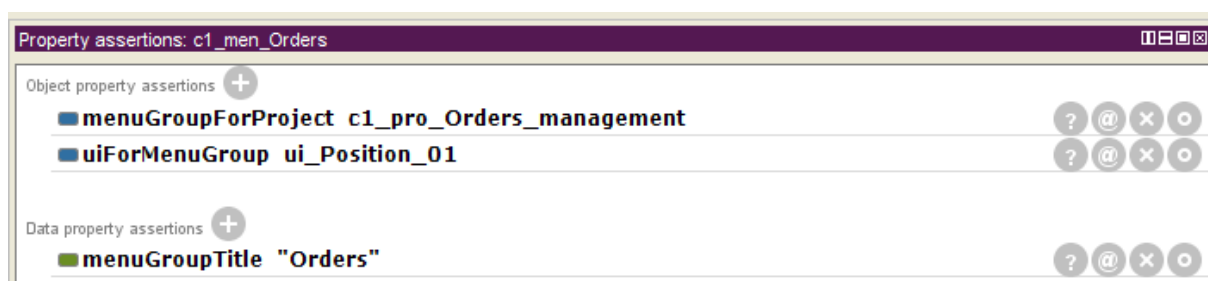 Property assertions: c1_men_Orders
Object property assertions
menuGroupForProject c1_pro_Orders_management
uiForMenuGroup ui_Position_01
Data property assertions
menuGroupTitle "Orders"